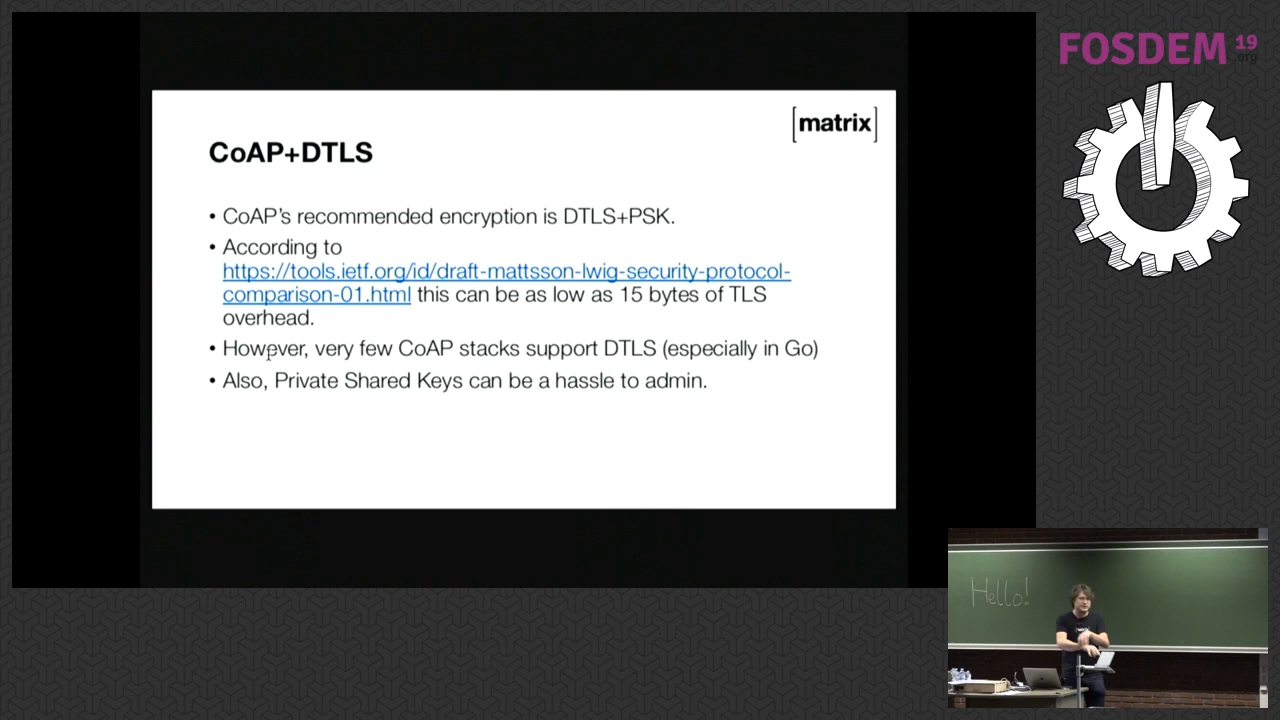 FOSDEM 19
.org
[matrix]
CoAP+DTLS
• CoAP's recommended encryption is DTLS+PSK.
• According to
https://tools.ietf.org/id/draft-mattsson-lwig-security-protocol-
comparison-01.html this can be as low as 15 bytes of TLS
overhead.
• However, very few CoAP stacks support DTLS (especially in Go)
• Also, Private Shared Keys can be a hassle to admin.
Hello!